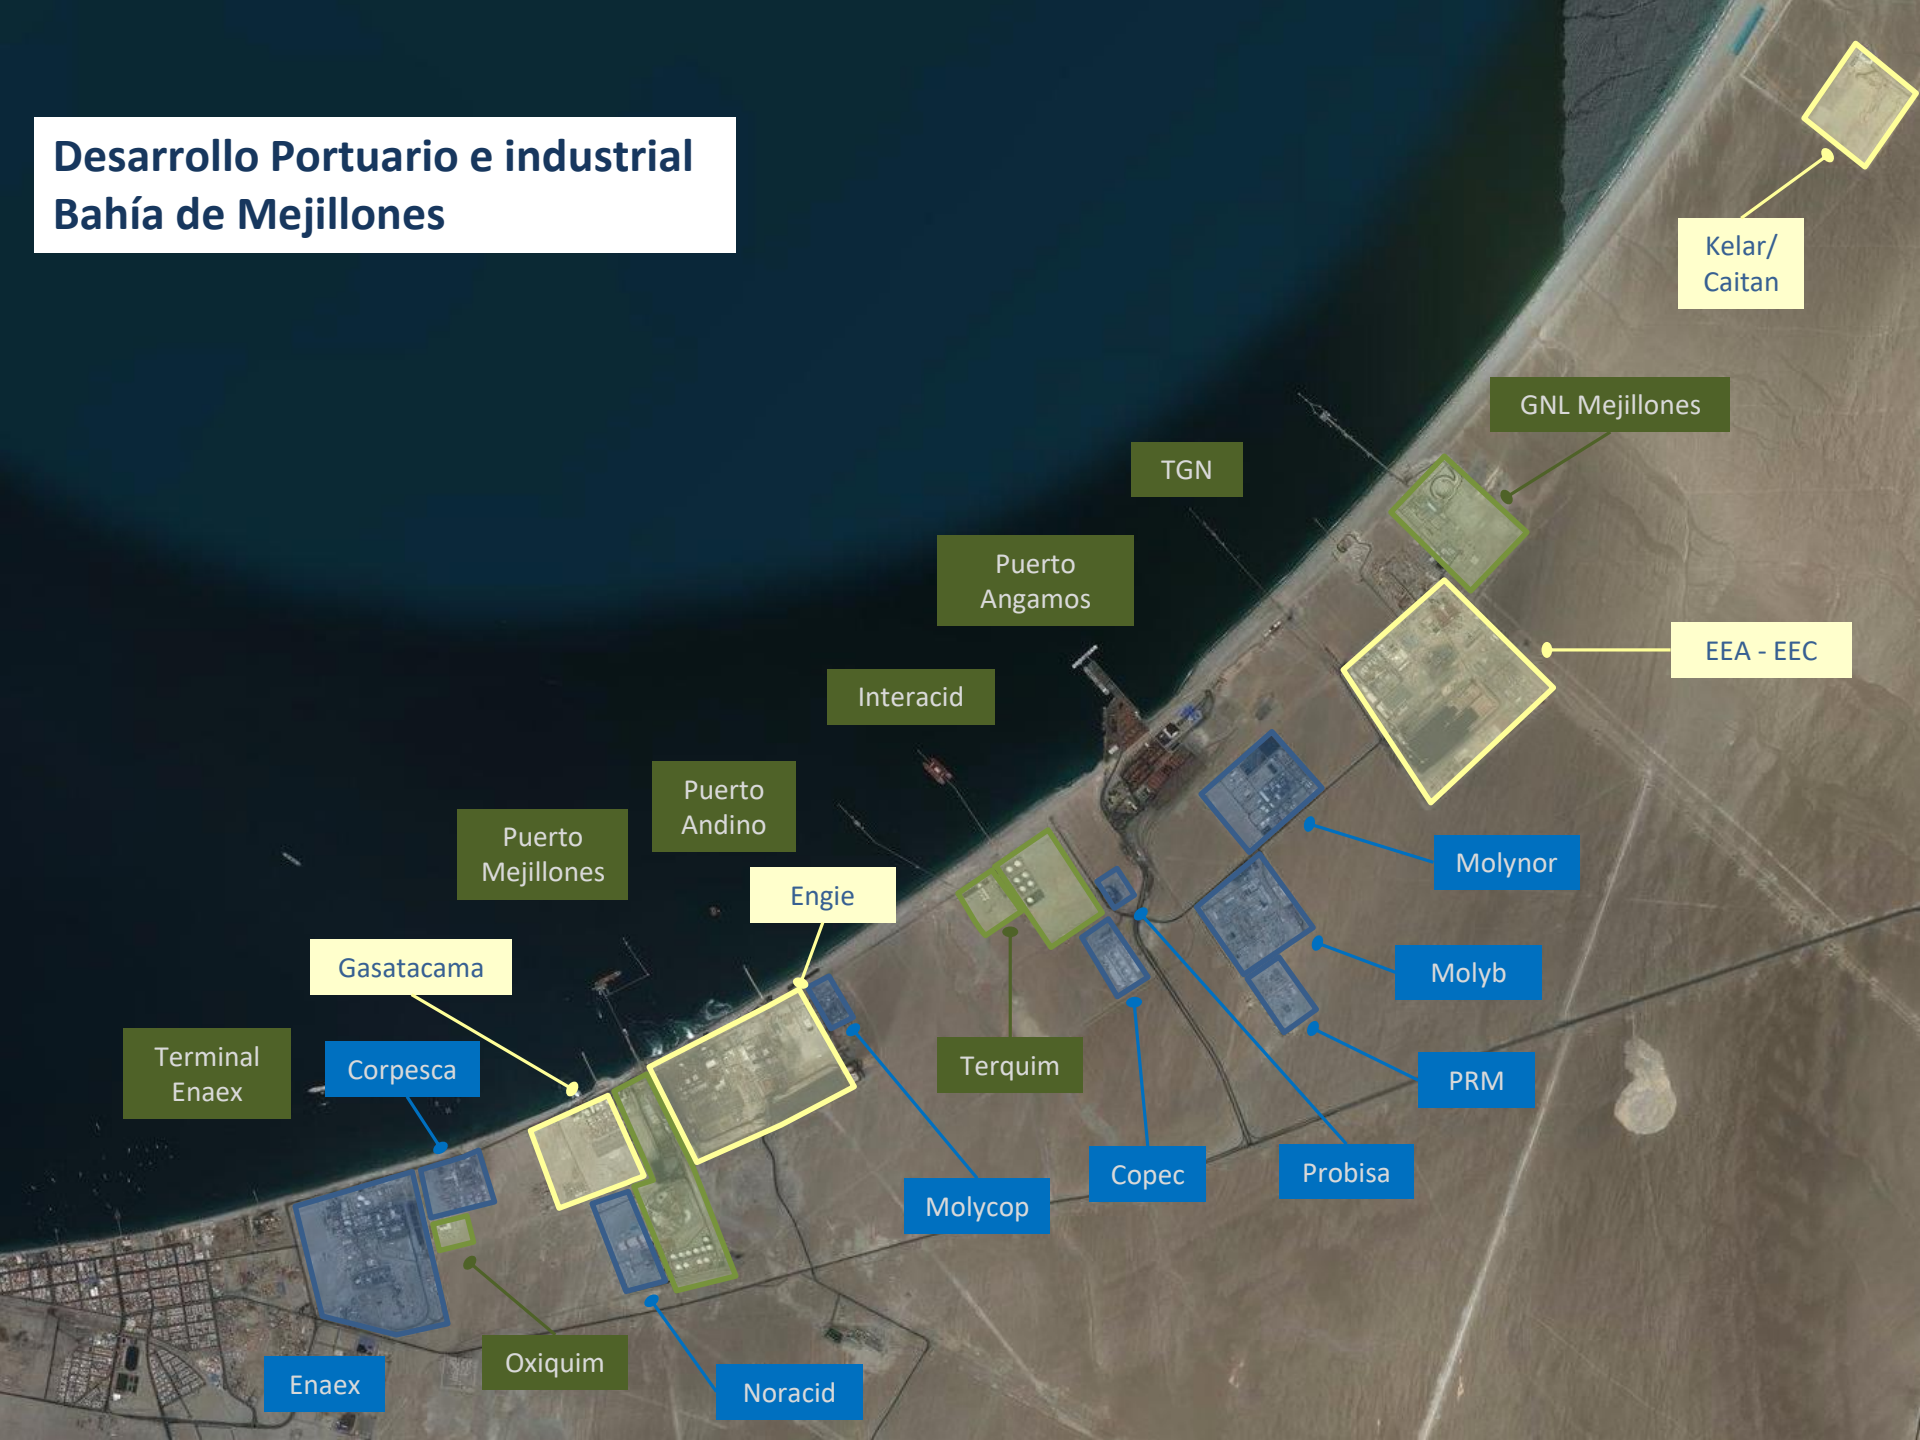 Desarrollo Portuario e industrial
Bahía de Mejillones
Kelar/
Caitan
GNL Mejillones
TGN
Puerto
Angamos
EEA - EEC
Interacid
Puerto
Andino
Puerto
Mejillones
Engie
Molynor
Gasatacama
Molyb
Terminal
Enaex
Corpesca
Terquim
PRM
Copec
Probisa
Molycop
Oxiquim
Enaex
Noracid